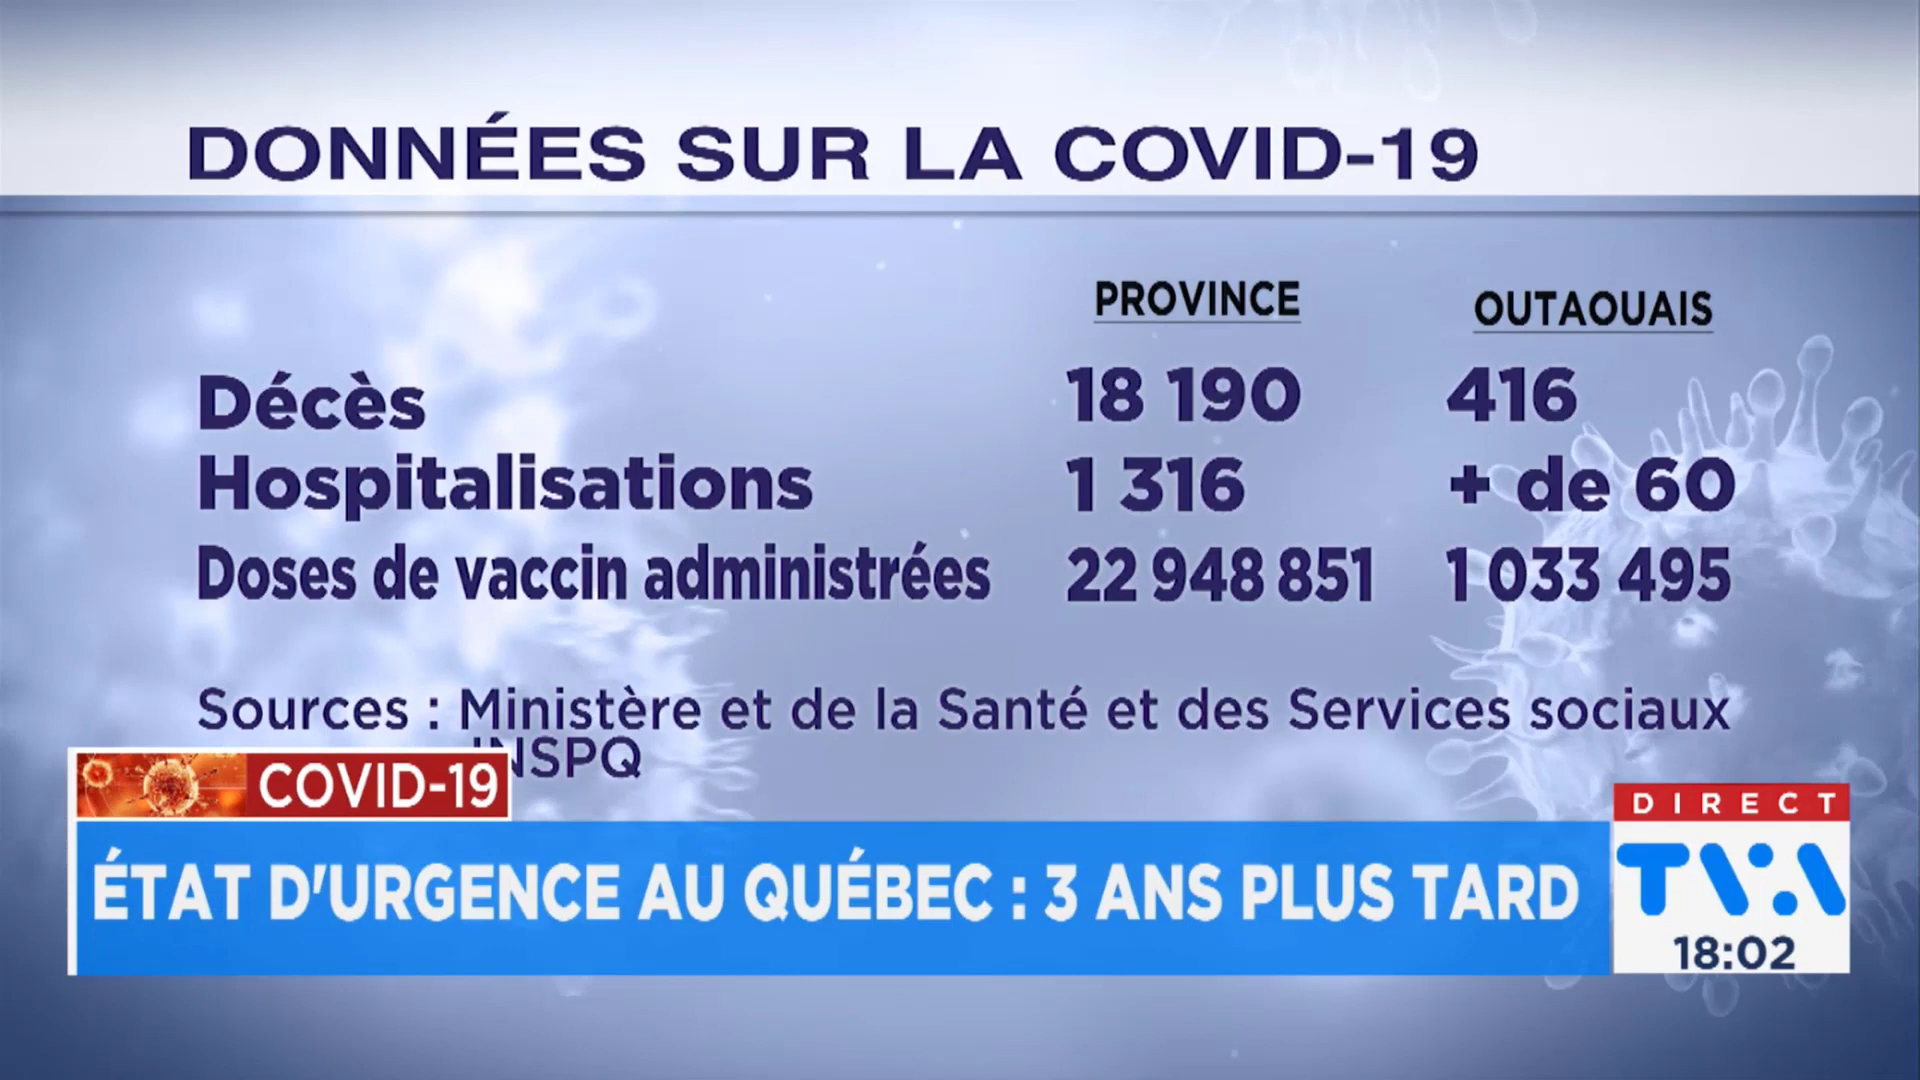 DONNÉES SUR LA COVID-19
PROVINCE OUTAOUAIS
Décès 18 190 416
Hospitalisations 1 316 + de 60
Doses de vaccin administrées 22 948 851 1 033 495
Sources : Ministère et de la Santé et des Services sociaux
INSPQ
COVID-19
ÉTAT D'URGENCE AU QUÉBEC : 3 ANS PLUS TARD
DIRECT
TVA
18:02